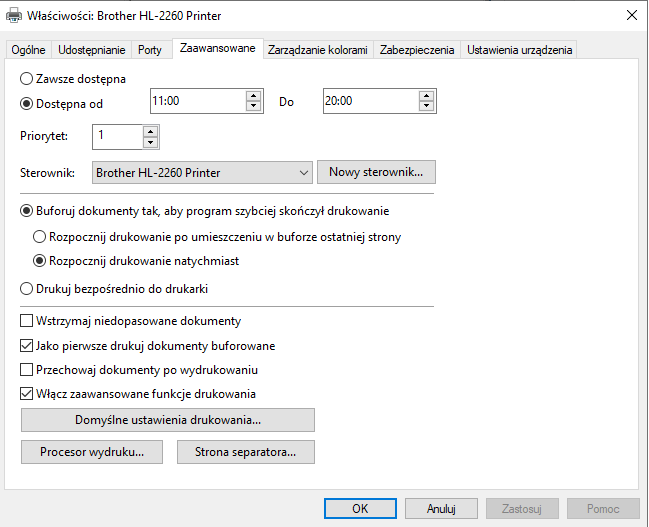 Właściwości: Brother HL-2260 Printer
Ogólne Udostępnianie Porty Zaawansowane Zarządzanie kolorami Zabezpieczenia Ustawienia urządzenia
Zawsze dostępna
Dostępna od 11:00 Do 20:00
Priorytet: 1
Sterownik: Brother HL-2260 Printer Nowy sterownik...
Buforuj dokumenty tak, aby program szybciej skończył drukowanie
Rozpocznij drukowanie po umieszczeniu w buforze ostatniej strony
Rozpocznij drukowanie natychmiast
Drukuj bezpośrednio do drukarki
Wstrzymaj niedopasowane dokumenty
Jako pierwsze drukuj dokumenty buforowane
Przechowaj dokumenty po wydrukowaniu
Włącz zaawansowane funkcje drukowania
Domyślne ustawienia drukowania...
Procesor wydruku... Strona separatora...
OK Anuluj Zastosuj Pomoc